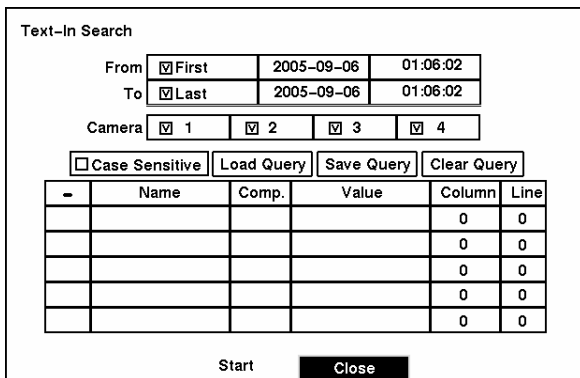 Text-In Search
From First 2005-09-06 01:06:02
To Last 2005-09-06 01:06:02
Camera 1 2 3 4
Case Sensitive Load Query Save Query Clear Query
- Name Comp. Value Column Line
0 0
0 0
0 0
0 0
0 0
Start Close